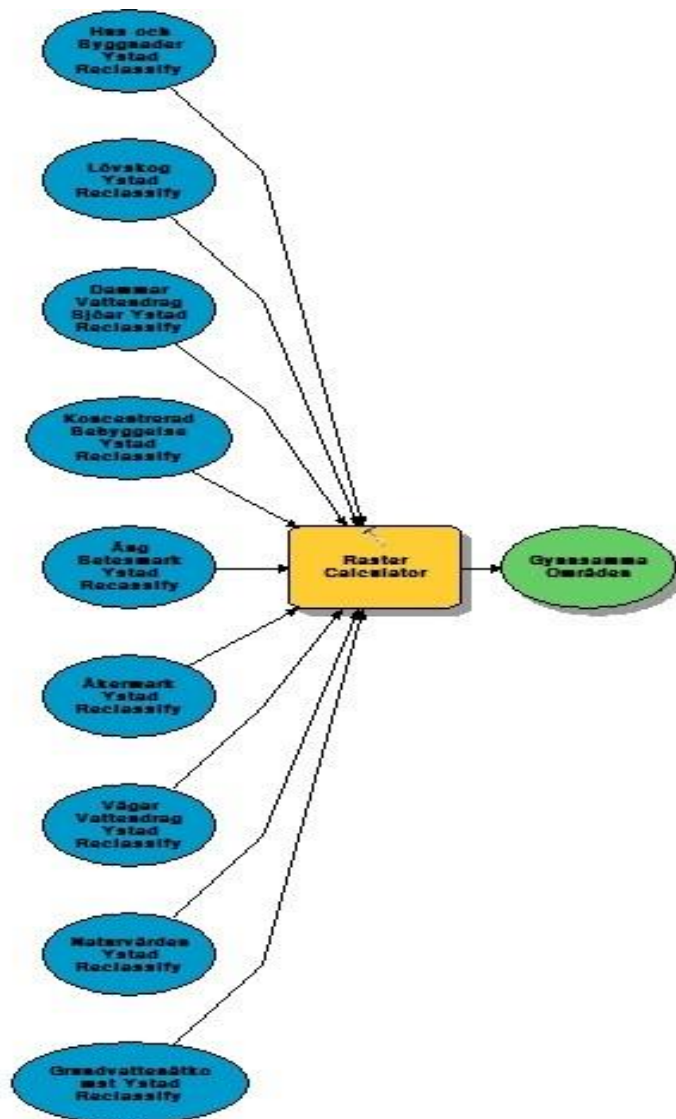 Hus och
Byggnader
Ystad
Reclassify
Lövskog
Ystad
Reclassify
Dammar
Vattendrag
Sjöar Ystad
Reclassify
Koncentrerad
Bebyggelse
Ystad
Reclassify
Äng
Betesmark
Ystad
Recassify
Raster
Calculator
Gynnsamma
Områden
Åkermark
Ystad
Reclassify
Vägar
Vattendrag
Ystad
Reclassify
Naturvärden
Ystad
Reclassify
Grundvattenåtko
mst Ystad
Reclassify